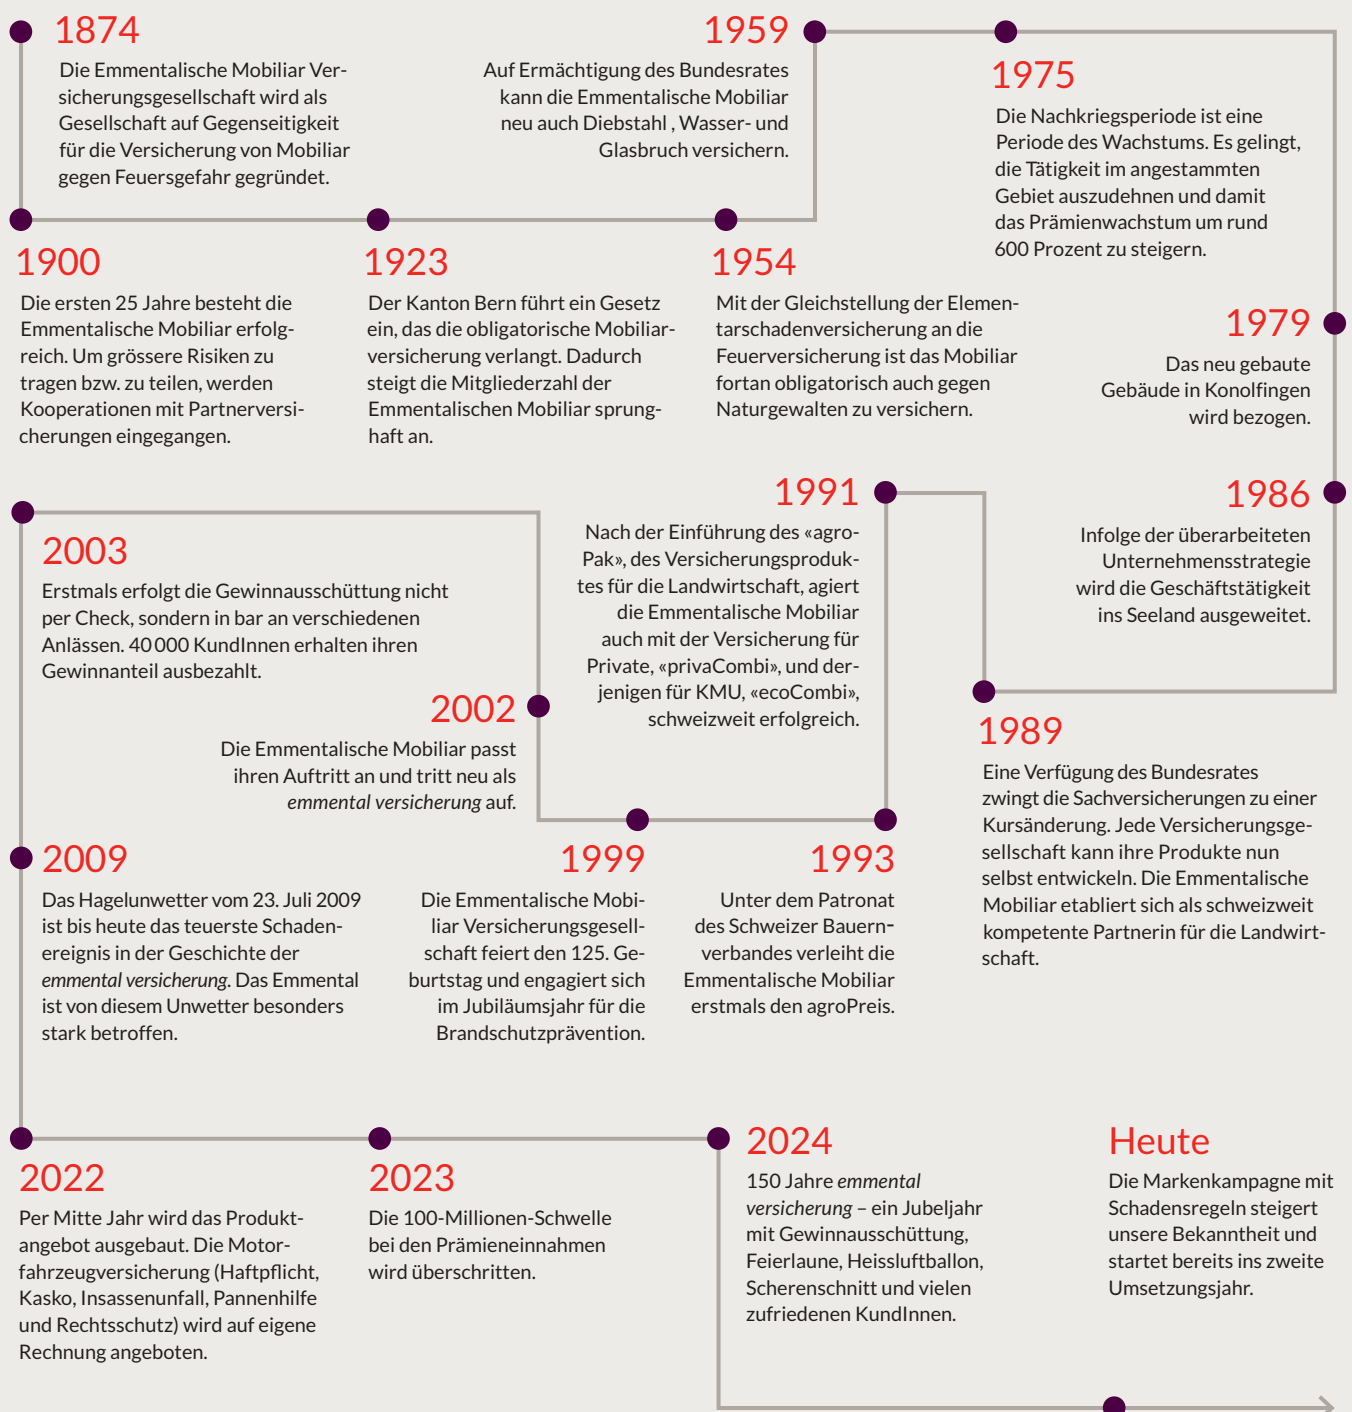 1874
Die Emmentalische Mobiliar Ver-
sicherungsgesellschaft wird als
Gesellschaft auf Gegenseitigkeit
für die Versicherung von Mobiliar
gegen Feuersgefahr gegründet.
1900
Die ersten 25 Jahre besteht die
Emmentalische Mobiliar erfolg-
reich. Um grössere Risiken zu
tragen bzw. zu teilen, werden
Kooperationen mit Partnerversi-
cherungen eingegangen.
1923
Der Kanton Bern führt ein Gesetz
ein, das die obligatorische Mobiliar-
versicherung verlangt. Dadurch
steigt die Mitgliederzahl der
Emmentalischen Mobiliar sprung-
haft an.
1954
Mit der Gleichstellung der Elemen-
tarschadenversicherung an die
Feuerversicherung ist das Mobiliar
fortan obligatorisch auch gegen
Naturgewalten zu versichern.
1959
Auf Ermächtigung des Bundesrates
kann die Emmentalische Mobiliar
neu auch Diebstahl , Wasser- und
Glasbruch versichern.
1975
Die Nachkriegsperiode ist eine
Periode des Wachstums. Es gelingt,
die Tätigkeit im angestammten
Gebiet auszudehnen und damit
das Prämienwachstum um rund
600 Prozent zu steigern.
1979
Das neu gebaute
Gebäude in Konolfingen
wird bezogen.
1986
Infolge der überarbeiteten
Unternehmensstrategie
wird die Geschäftstätigkeit
ins Seeland ausgeweitet.
1989
Eine Verfügung des Bundesrates
zwingt die Sachversicherungen zu einer
Kursänderung. Jede Versicherungsge-
sellschaft kann ihre Produkte nun
selbst entwickeln. Die Emmentalische
Mobiliar etabliert sich als schweizweit
kompetente Partnerin für die Landwirt-
schaft.
1991
Nach der Einführung des «agro-
Pak», des Versicherungsproduk-
tes für die Landwirtschaft, agiert
die Emmentalische Mobiliar
auch mit der Versicherung für
Private, «privaCombi», und der-
jenigen für KMU, «ecoCombi»,
schweizweit erfolgreich.
1993
Unter dem Patronat
des Schweizer Bauern-
verbandes verleiht die
Emmentalische Mobiliar
erstmals den agroPreis.
1999
Die Emmentalische Mobi-
liar Versicherungsgesell-
schaft feiert den 125. Ge-
burtstag und engagiert sich
im Jubiläumsjahr für die
Brandschutzprävention.
2002
Die Emmentalische Mobiliar passt
ihren Auftritt an und tritt neu als
emmental versicherung auf.
2003
Erstmals erfolgt die Gewinnausschüttung nicht
per Check, sondern in bar an verschiedenen
Anlässen. 40 000 KundInnen erhalten ihren
Gewinnanteil ausbezahlt.
2009
Das Hagelunwetter vom 23. Juli 2009
ist bis heute das teuerste Schaden-
ereignis in der Geschichte der
emmental versicherung. Das Emmental
ist von diesem Unwetter besonders
stark betroffen.
2022
Per Mitte Jahr wird das Produkt-
angebot ausgebaut. Die Motor-
fahrzeugversicherung (Haftpflicht,
Kasko, Insassenunfall, Pannenhilfe
und Rechtsschutz) wird auf eigene
Rechnung angeboten.
2023
Die 100-Millionen-Schwelle
bei den Prämieneinnahmen
wird überschritten.
2024
150 Jahre emmental
versicherung – ein Jubeljahr
mit Gewinnausschüttung,
Feierlaune, Heissluftballon,
Scherenschnitt und vielen
zufriedenen KundInnen.
Heute
Die Markenkampagne mit
Schadensregeln steigert
unsere Bekanntheit und
startet bereits ins zweite
Umsetzungsjahr.